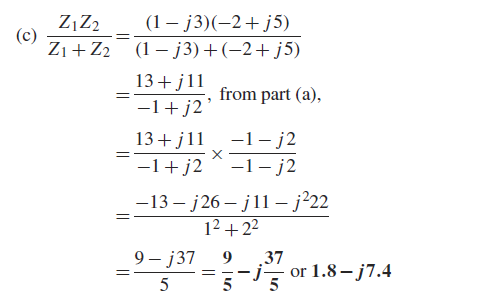 (c) Z₁Z₂ / (Z₁ + Z₂) = (1 – j3)(–2 + j5) / ((1 – j3) + (–2 + j5))
= (13 + j11) / (–1 + j2), from part (a),
= (13 + j11) / (–1 + j2) × (–1 – j2) / (–1 – j2)
= (–13 – j26 – j11 – j²22) / (1² + 2²)
= (9 – j37) / 5 = 9/5 – j 37/5 or 1.8 – j7.4